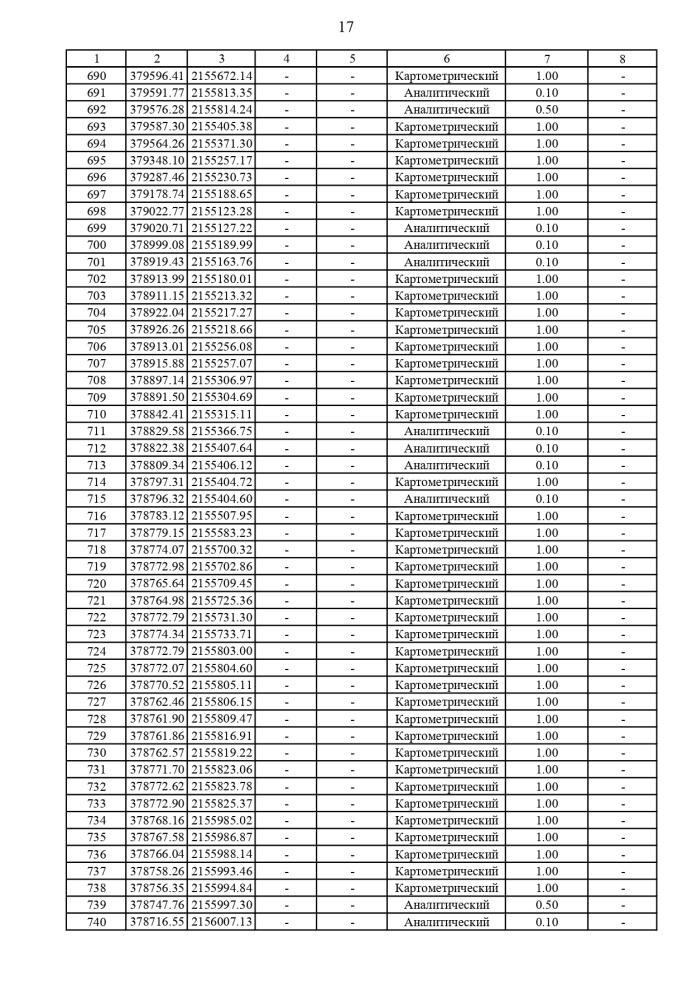 17
1 2 3 4 5 6 7 8
690 379596.41 2155672.14 - - Картометрический 1.00 -
691 379591.77 2155813.35 - - Аналитический 0.10 -
692 379576.28 2155814.24 - - Аналитический 0.50 -
693 379587.30 2155405.38 - - Картометрический 1.00 -
694 379564.26 2155371.30 - - Картометрический 1.00 -
695 379348.10 2155257.17 - - Картометрический 1.00 -
696 379287.46 2155230.73 - - Картометрический 1.00 -
697 379178.74 2155188.65 - - Картометрический 1.00 -
698 379022.77 2155123.28 - - Картометрический 1.00 -
699 379020.71 2155127.22 - - Аналитический 0.10 -
700 378999.08 2155189.99 - - Аналитический 0.10 -
701 378919.43 2155163.76 - - Аналитический 0.10 -
702 378913.99 2155180.01 - - Картометрический 1.00 -
703 378911.15 2155213.32 - - Картометрический 1.00 -
704 378922.04 2155217.27 - - Картометрический 1.00 -
705 378926.26 2155218.66 - - Картометрический 1.00 -
706 378913.01 2155256.08 - - Картометрический 1.00 -
707 378915.88 2155257.07 - - Картометрический 1.00 -
708 378897.14 2155306.97 - - Картометрический 1.00 -
709 378891.50 2155304.69 - - Картометрический 1.00 -
710 378842.41 2155315.11 - - Картометрический 1.00 -
711 378829.58 2155366.75 - - Аналитический 0.10 -
712 378822.38 2155407.64 - - Аналитический 0.10 -
713 378809.34 2155406.12 - - Аналитический 0.10 -
714 378797.31 2155404.72 - - Картометрический 1.00 -
715 378796.32 2155404.60 - - Аналитический 0.10 -
716 378783.12 2155507.95 - - Картометрический 1.00 -
717 378779.15 2155583.23 - - Картометрический 1.00 -
718 378774.07 2155700.32 - - Картометрический 1.00 -
719 378772.98 2155702.86 - - Картометрический 1.00 -
720 378765.64 2155709.45 - - Картометрический 1.00 -
721 378764.98 2155725.36 - - Картометрический 1.00 -
722 378772.79 2155731.30 - - Картометрический 1.00 -
723 378774.34 2155733.71 - - Картометрический 1.00 -
724 378772.79 2155803.00 - - Картометрический 1.00 -
725 378772.07 2155804.60 - - Картометрический 1.00 -
726 378770.52 2155805.11 - - Картометрический 1.00 -
727 378762.46 2155806.15 - - Картометрический 1.00 -
728 378761.90 2155809.47 - - Картометрический 1.00 -
729 378761.86 2155816.91 - - Картометрический 1.00 -
730 378762.57 2155819.22 - - Картометрический 1.00 -
731 378771.70 2155823.06 - - Картометрический 1.00 -
732 378772.62 2155823.78 - - Картометрический 1.00 -
733 378772.90 2155825.37 - - Картометрический 1.00 -
734 378768.16 2155985.02 - - Картометрический 1.00 -
735 378767.58 2155986.87 - - Картометрический 1.00 -
736 378766.04 2155988.14 - - Картометрический 1.00 -
737 378758.26 2155993.46 - - Картометрический 1.00 -
738 378756.35 2155994.84 - - Картометрический 1.00 -
739 378747.76 2155997.30 - - Аналитический 0.50 -
740 378716.55 2156007.13 - - Аналитический 0.10 -